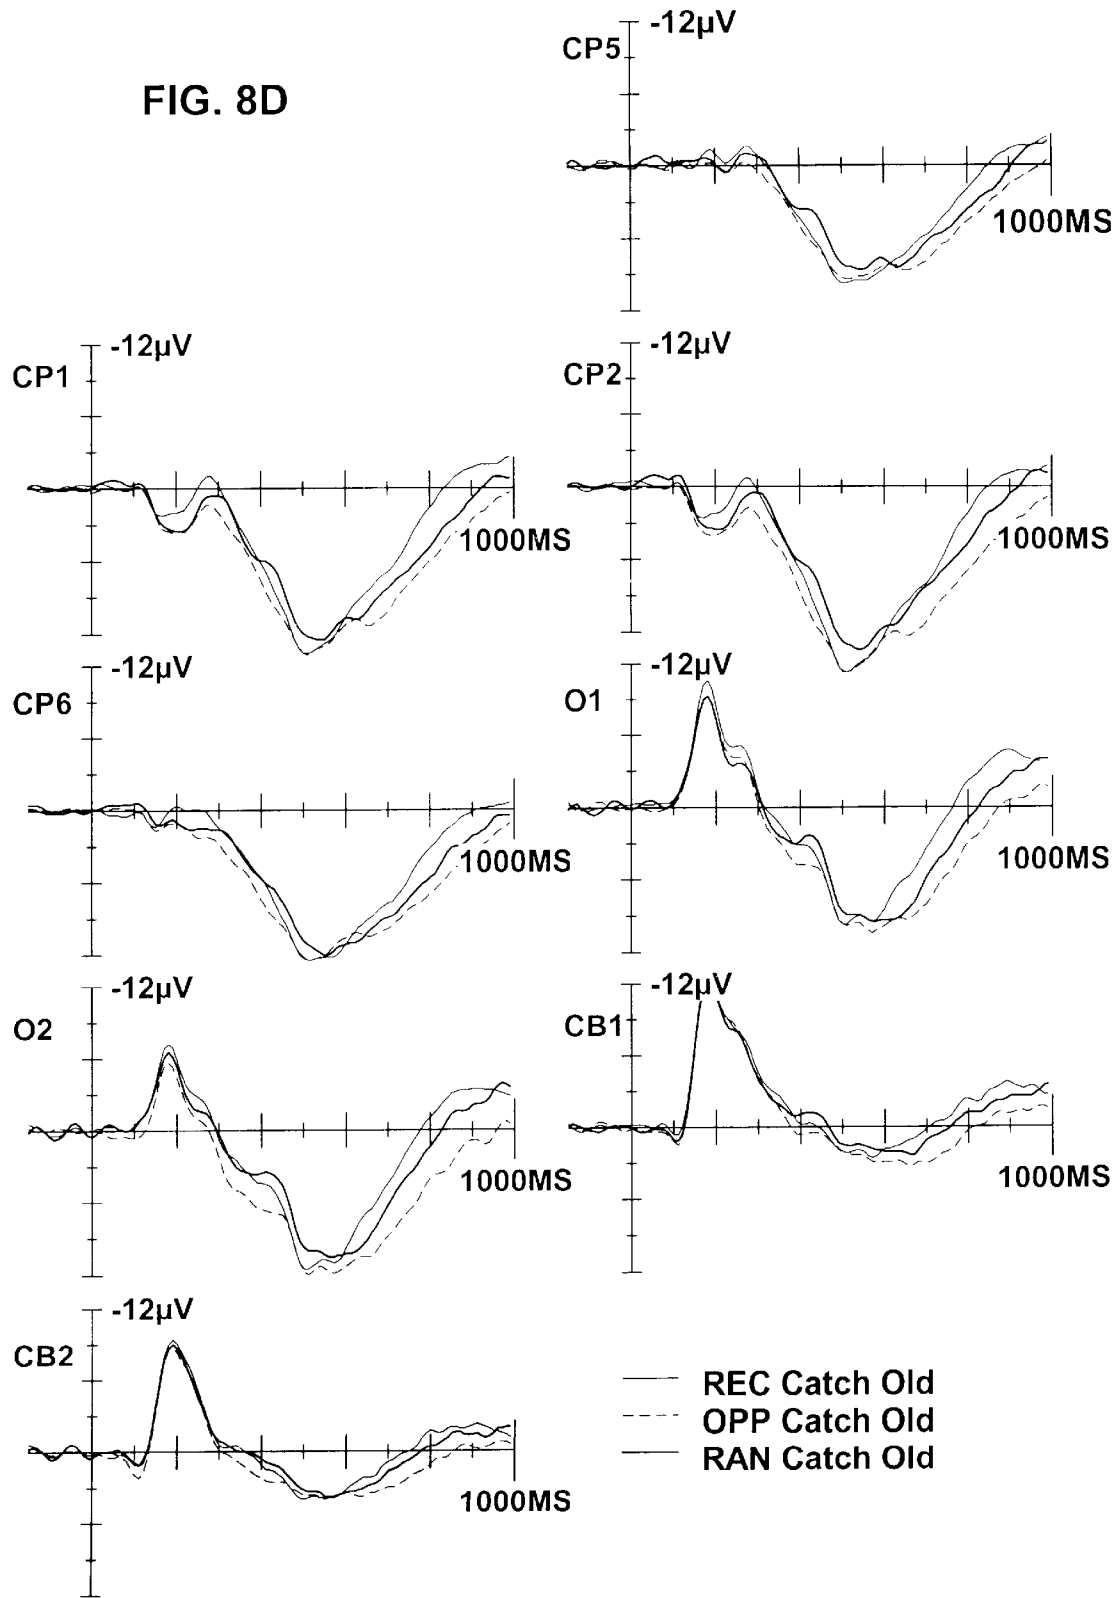 FIG. 8D
CP5
-12µV
1000MS
CP1
-12µV
1000MS
CP2
-12µV
1000MS
CP6
-12µV
1000MS
O1
-12µV
1000MS
O2
-12µV
1000MS
CB1
-12µV
1000MS
CB2
-12µV
1000MS
REC Catch Old
OPP Catch Old
RAN Catch Old